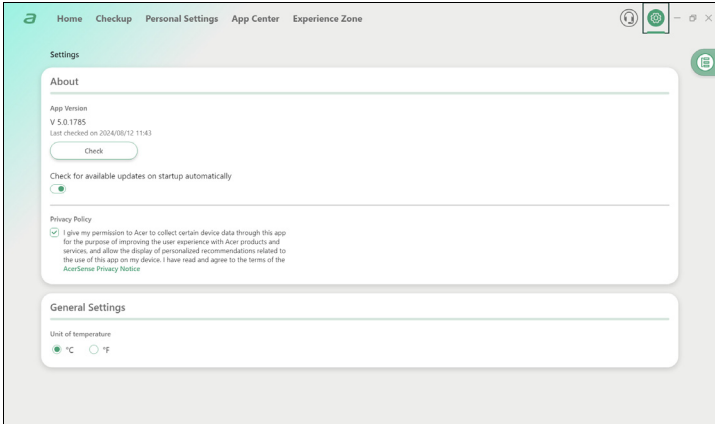 a Home Checkup Personal Settings App Center Experience Zone
Settings
About
App Version
V 5.0.1785
Last checked on 2024/08/12 11:43
Check
Check for available updates on startup automatically
Privacy Policy
I give my permission to Acer to collect certain device data through this app
for the purpose of improving the user experience with Acer products and
services, and allow the display of personalized recommendations related to
the use of this app on my device. I have read and agree to the terms of the
AcerSense Privacy Notice
General Settings
Unit of temperature
°C °F